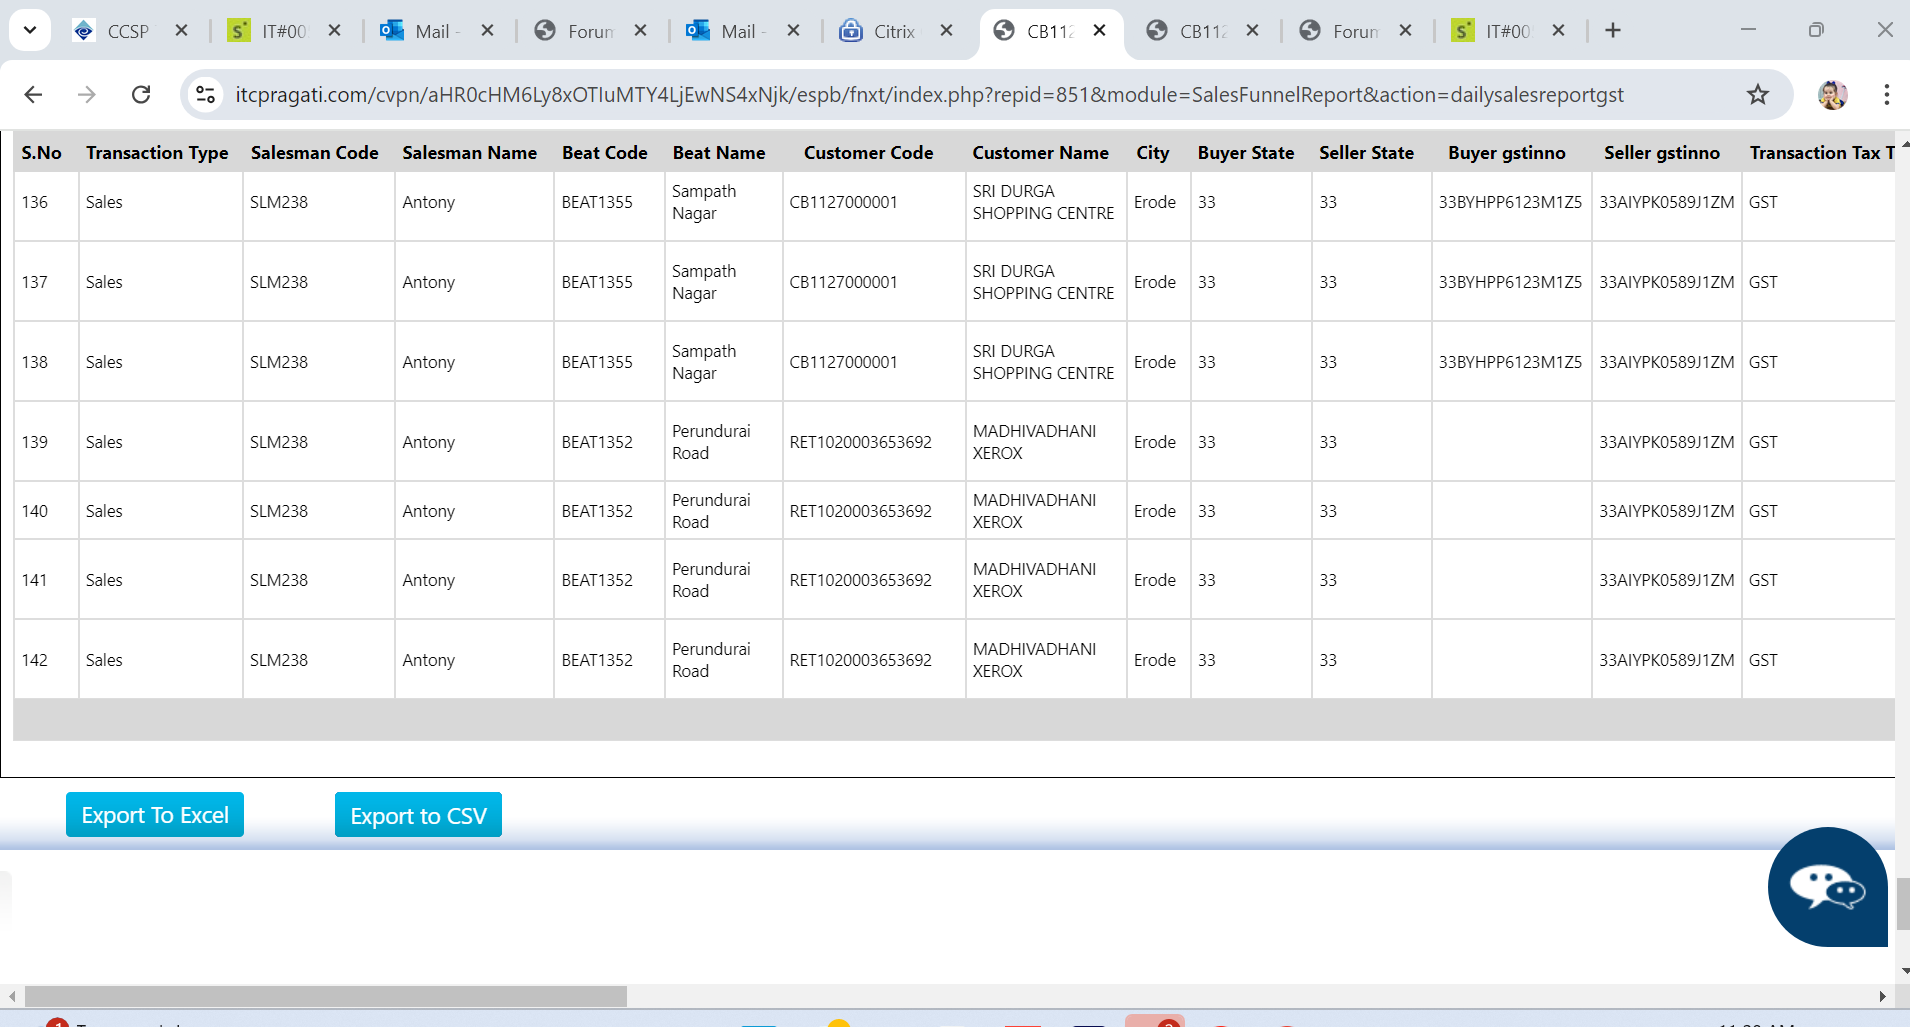 CCSP IT#00 Mail - Forum Mail - Citrix CB112 CB112 Forum IT#00
itcpragati.com/cvpn/aHR0cHM6Ly8xOTIuMTY4LjEwNS4xNjk/espb/fnxt/index.php?repid=851&module=SalesFunnelReport&action=dailysalesreportgst
S.No Transaction Type Salesman Code Salesman Name Beat Code Beat Name Customer Code Customer Name City Buyer State Seller State Buyer gstinno Seller gstinno Transaction Tax T
136 Sales SLM238 Antony BEAT1355 Sampath Nagar CB1127000001 SRI DURGA SHOPPING CENTRE Erode 33 33 33BYHPP6123M1Z5 33AIYPK0589J1ZM GST
137 Sales SLM238 Antony BEAT1355 Sampath Nagar CB1127000001 SRI DURGA SHOPPING CENTRE Erode 33 33 33BYHPP6123M1Z5 33AIYPK0589J1ZM GST
138 Sales SLM238 Antony BEAT1355 Sampath Nagar CB1127000001 SRI DURGA SHOPPING CENTRE Erode 33 33 33BYHPP6123M1Z5 33AIYPK0589J1ZM GST
139 Sales SLM238 Antony BEAT1352 Perundurai Road RET1020003653692 MADHIVADHANI XEROX Erode 33 33 33AIYPK0589J1ZM GST
140 Sales SLM238 Antony BEAT1352 Perundurai Road RET1020003653692 MADHIVADHANI XEROX Erode 33 33 33AIYPK0589J1ZM GST
141 Sales SLM238 Antony BEAT1352 Perundurai Road RET1020003653692 MADHIVADHANI XEROX Erode 33 33 33AIYPK0589J1ZM GST
142 Sales SLM238 Antony BEAT1352 Perundurai Road RET1020003653692 MADHIVADHANI XEROX Erode 33 33 33AIYPK0589J1ZM GST
Export To Excel Export to CSV